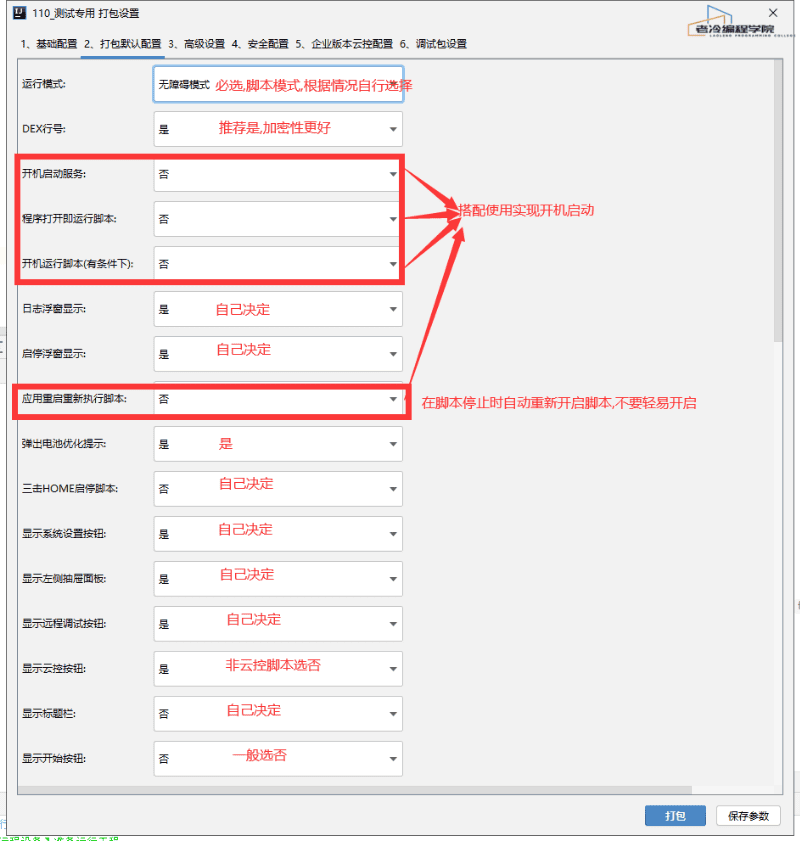 110_测试专用 打包设置
老冷编程学院
1、基础配置 2、打包默认配置 3、高级设置 4、安全配置 5、企业版本云控配置 6、调试包设置
运行模式: 无障碍模式 必选,脚本模式,根据情况自行选择
DEX行号: 是 推荐是,加密性更好
开机启动服务: 否
程序打开即运行脚本: 否 搭配使用实现开机启动
开机运行脚本(有条件下): 否
日志浮窗显示: 是 自己决定
启停浮窗显示: 是 自己决定
应用重启重新执行脚本: 否 在脚本停止时自动重新开启脚本,不要轻易开启
弹出电池优化提示: 是 是
三击HOME启停脚本: 否 自己决定
显示系统设置按钮: 是 自己决定
显示左侧抽屉面板: 是 自己决定
显示远程调试按钮: 是 自己决定
显示云控按钮: 是 非云控脚本选否
显示标题栏: 否 自己决定
显示开始按钮: 否 一般选否
打包 保存参数